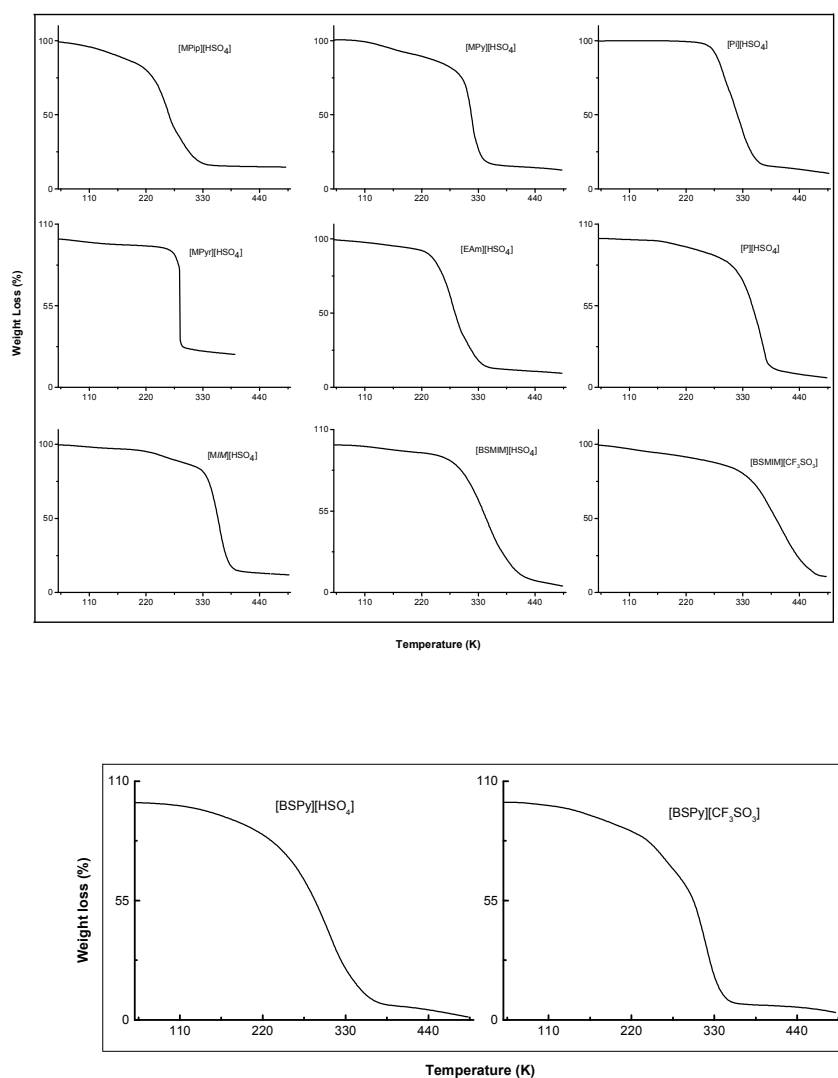 [MPip][HSO4]
[MPy][HSO4]
[Pi][HSO4]
100
50
0
110 220 330 440
100
50
0
110 220 330 440
100
50
0
110 220 330 440
[MPyr][HSO4]
[EAm][HSO4]
[P][HSO4]
110
55
0
110 220 330 440
100
50
0
110 220 330 440
110
55
0
110 220 330 440
Weight Loss (%)
[MIM][HSO4]
[BSMIM][HSO4]
[BSMIM][CF3SO3]
100
50
0
110 220 330 440
110
55
0
110 220 330 440
100
50
0
110 220 330 440
Temperature (K)
[BSPy][HSO4]
[BSPy][CF3SO3]
110
55
0
110 220 330 440
110
55
0
110 220 330 440
Weight loss (%)
Temperature (K)